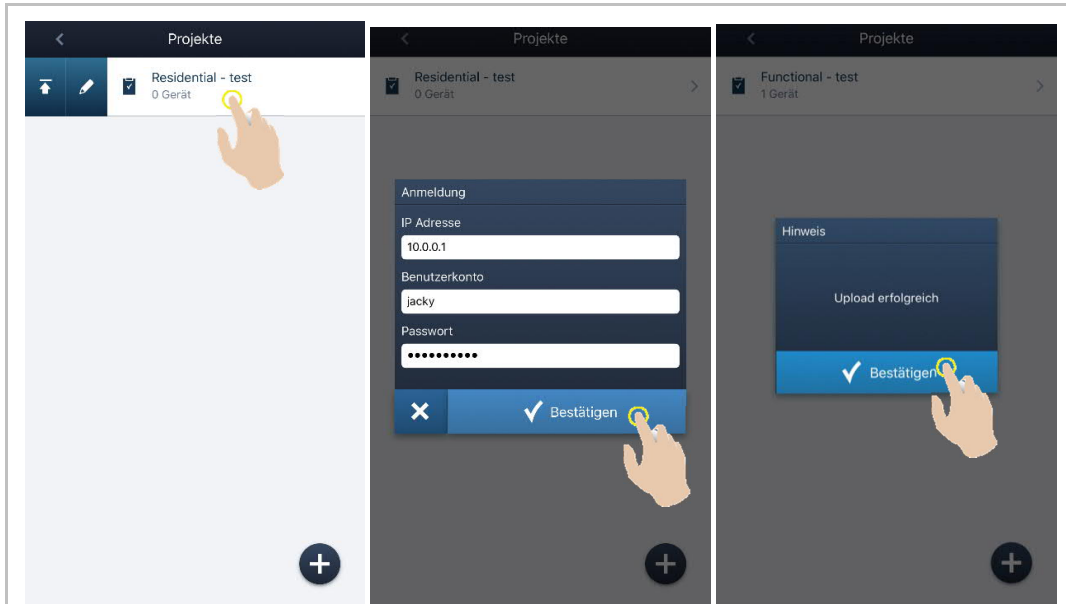 Projekte
Residential - test
0 Gerät
Projekte
Residential - test
0 Gerät
Anmeldung
IP Adresse
10.0.0.1
Benutzerkonto
jacky
Passwort
••••••••••
Bestätigen
Projekte
Functional - test
1 Gerät
Hinweis
Upload erfolgreich
Bestätigen